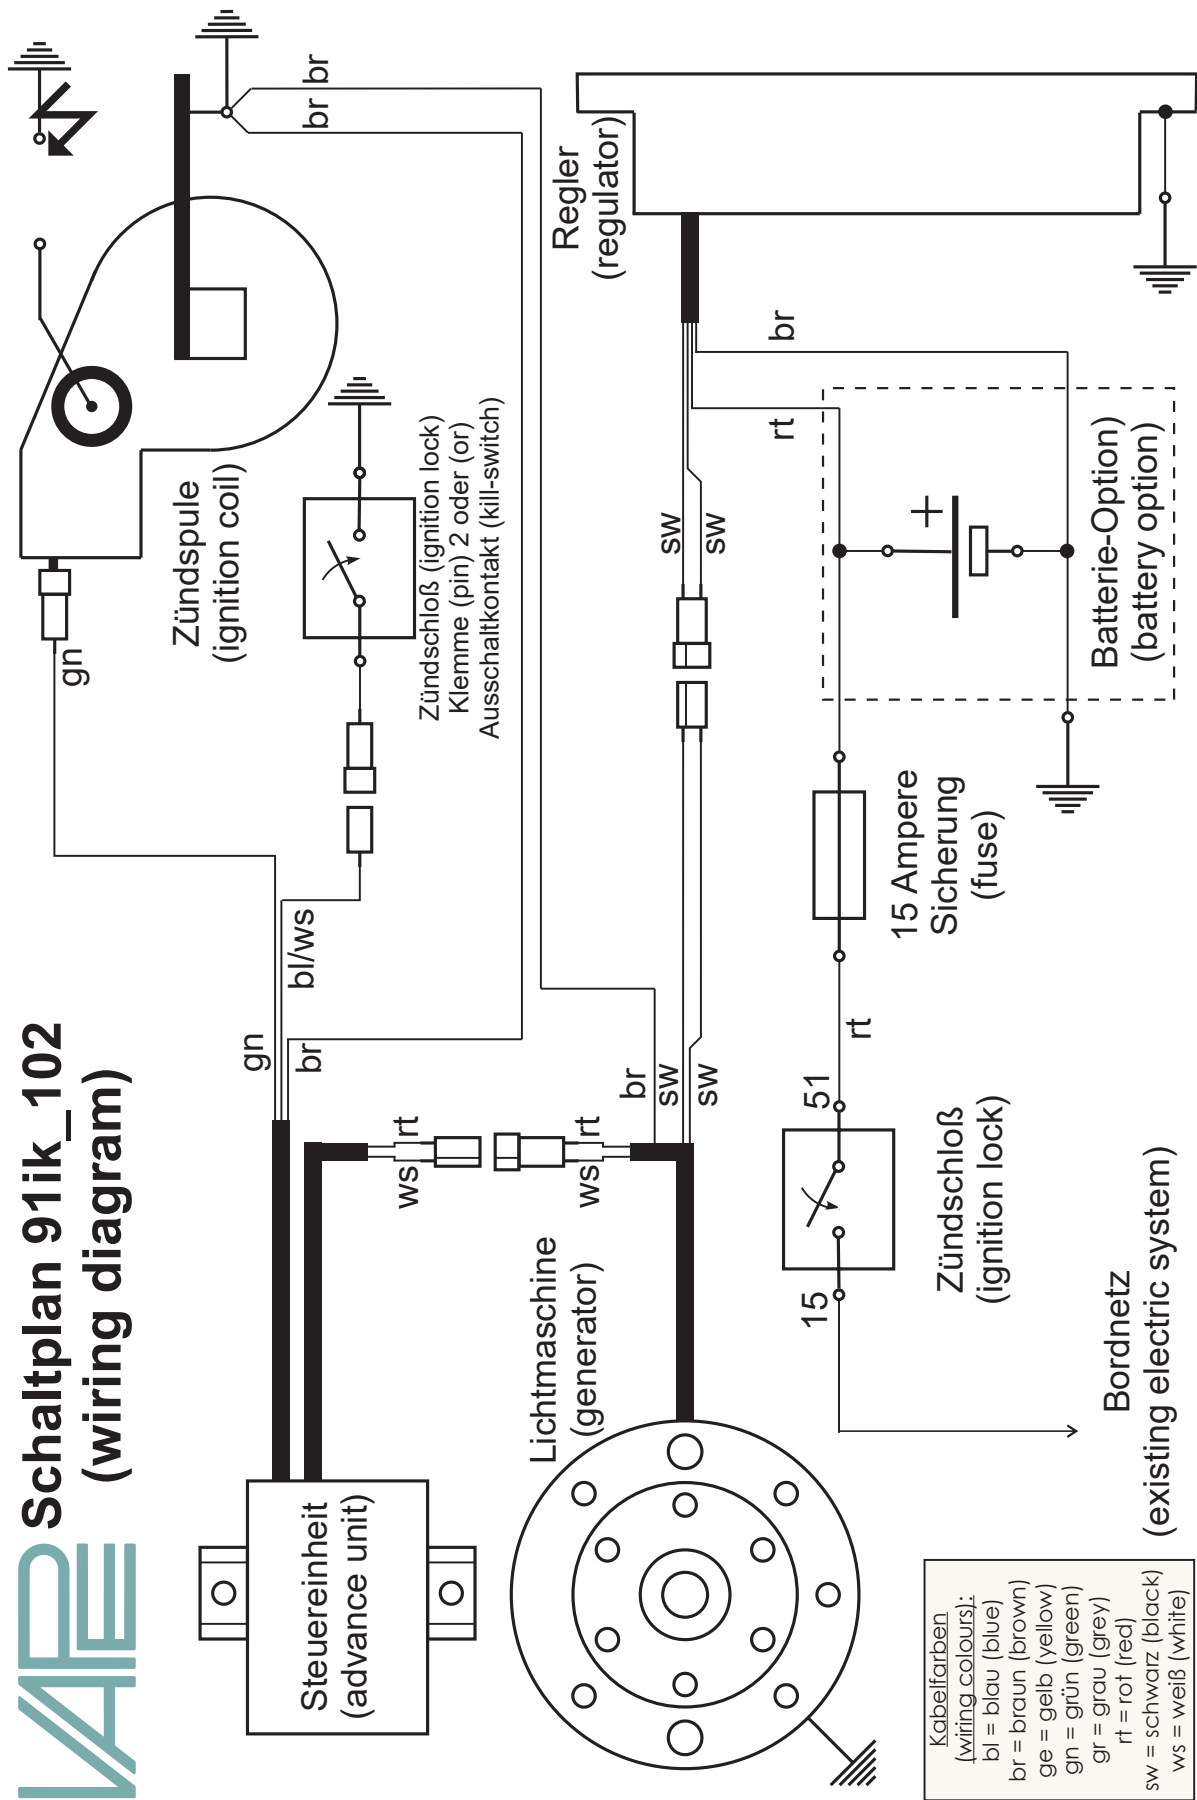 VAPE
Schaltplan 91ik_102
(wiring diagram)
gn
Zündspule
(ignition coil)
br
br
Zündschloß (ignition lock)
Klemme (pin) 2 oder (or)
Ausschaltkontakt (kill-switch)
gn
bl/ws
br
Steuereinheit
(advance unit)
ws
rt
ws
rt
Lichtmaschine
(generator)
br
sw
sw
sw
sw
Regler
(regulator)
rt
br
+
Batterie-Option)
(battery option)
15 Ampere
Sicherung
(fuse)
rt
15
51
Zündschloß
(ignition lock)
Bordnetz
(existing electric system)
Kabelfarben
(wiring colours):
bl = blau (blue)
br = braun (brown)
ge = gelb (yellow)
gn = grün (green)
gr = grau (grey)
rt = rot (red)
sw = schwarz (black)
ws = weiß (white)